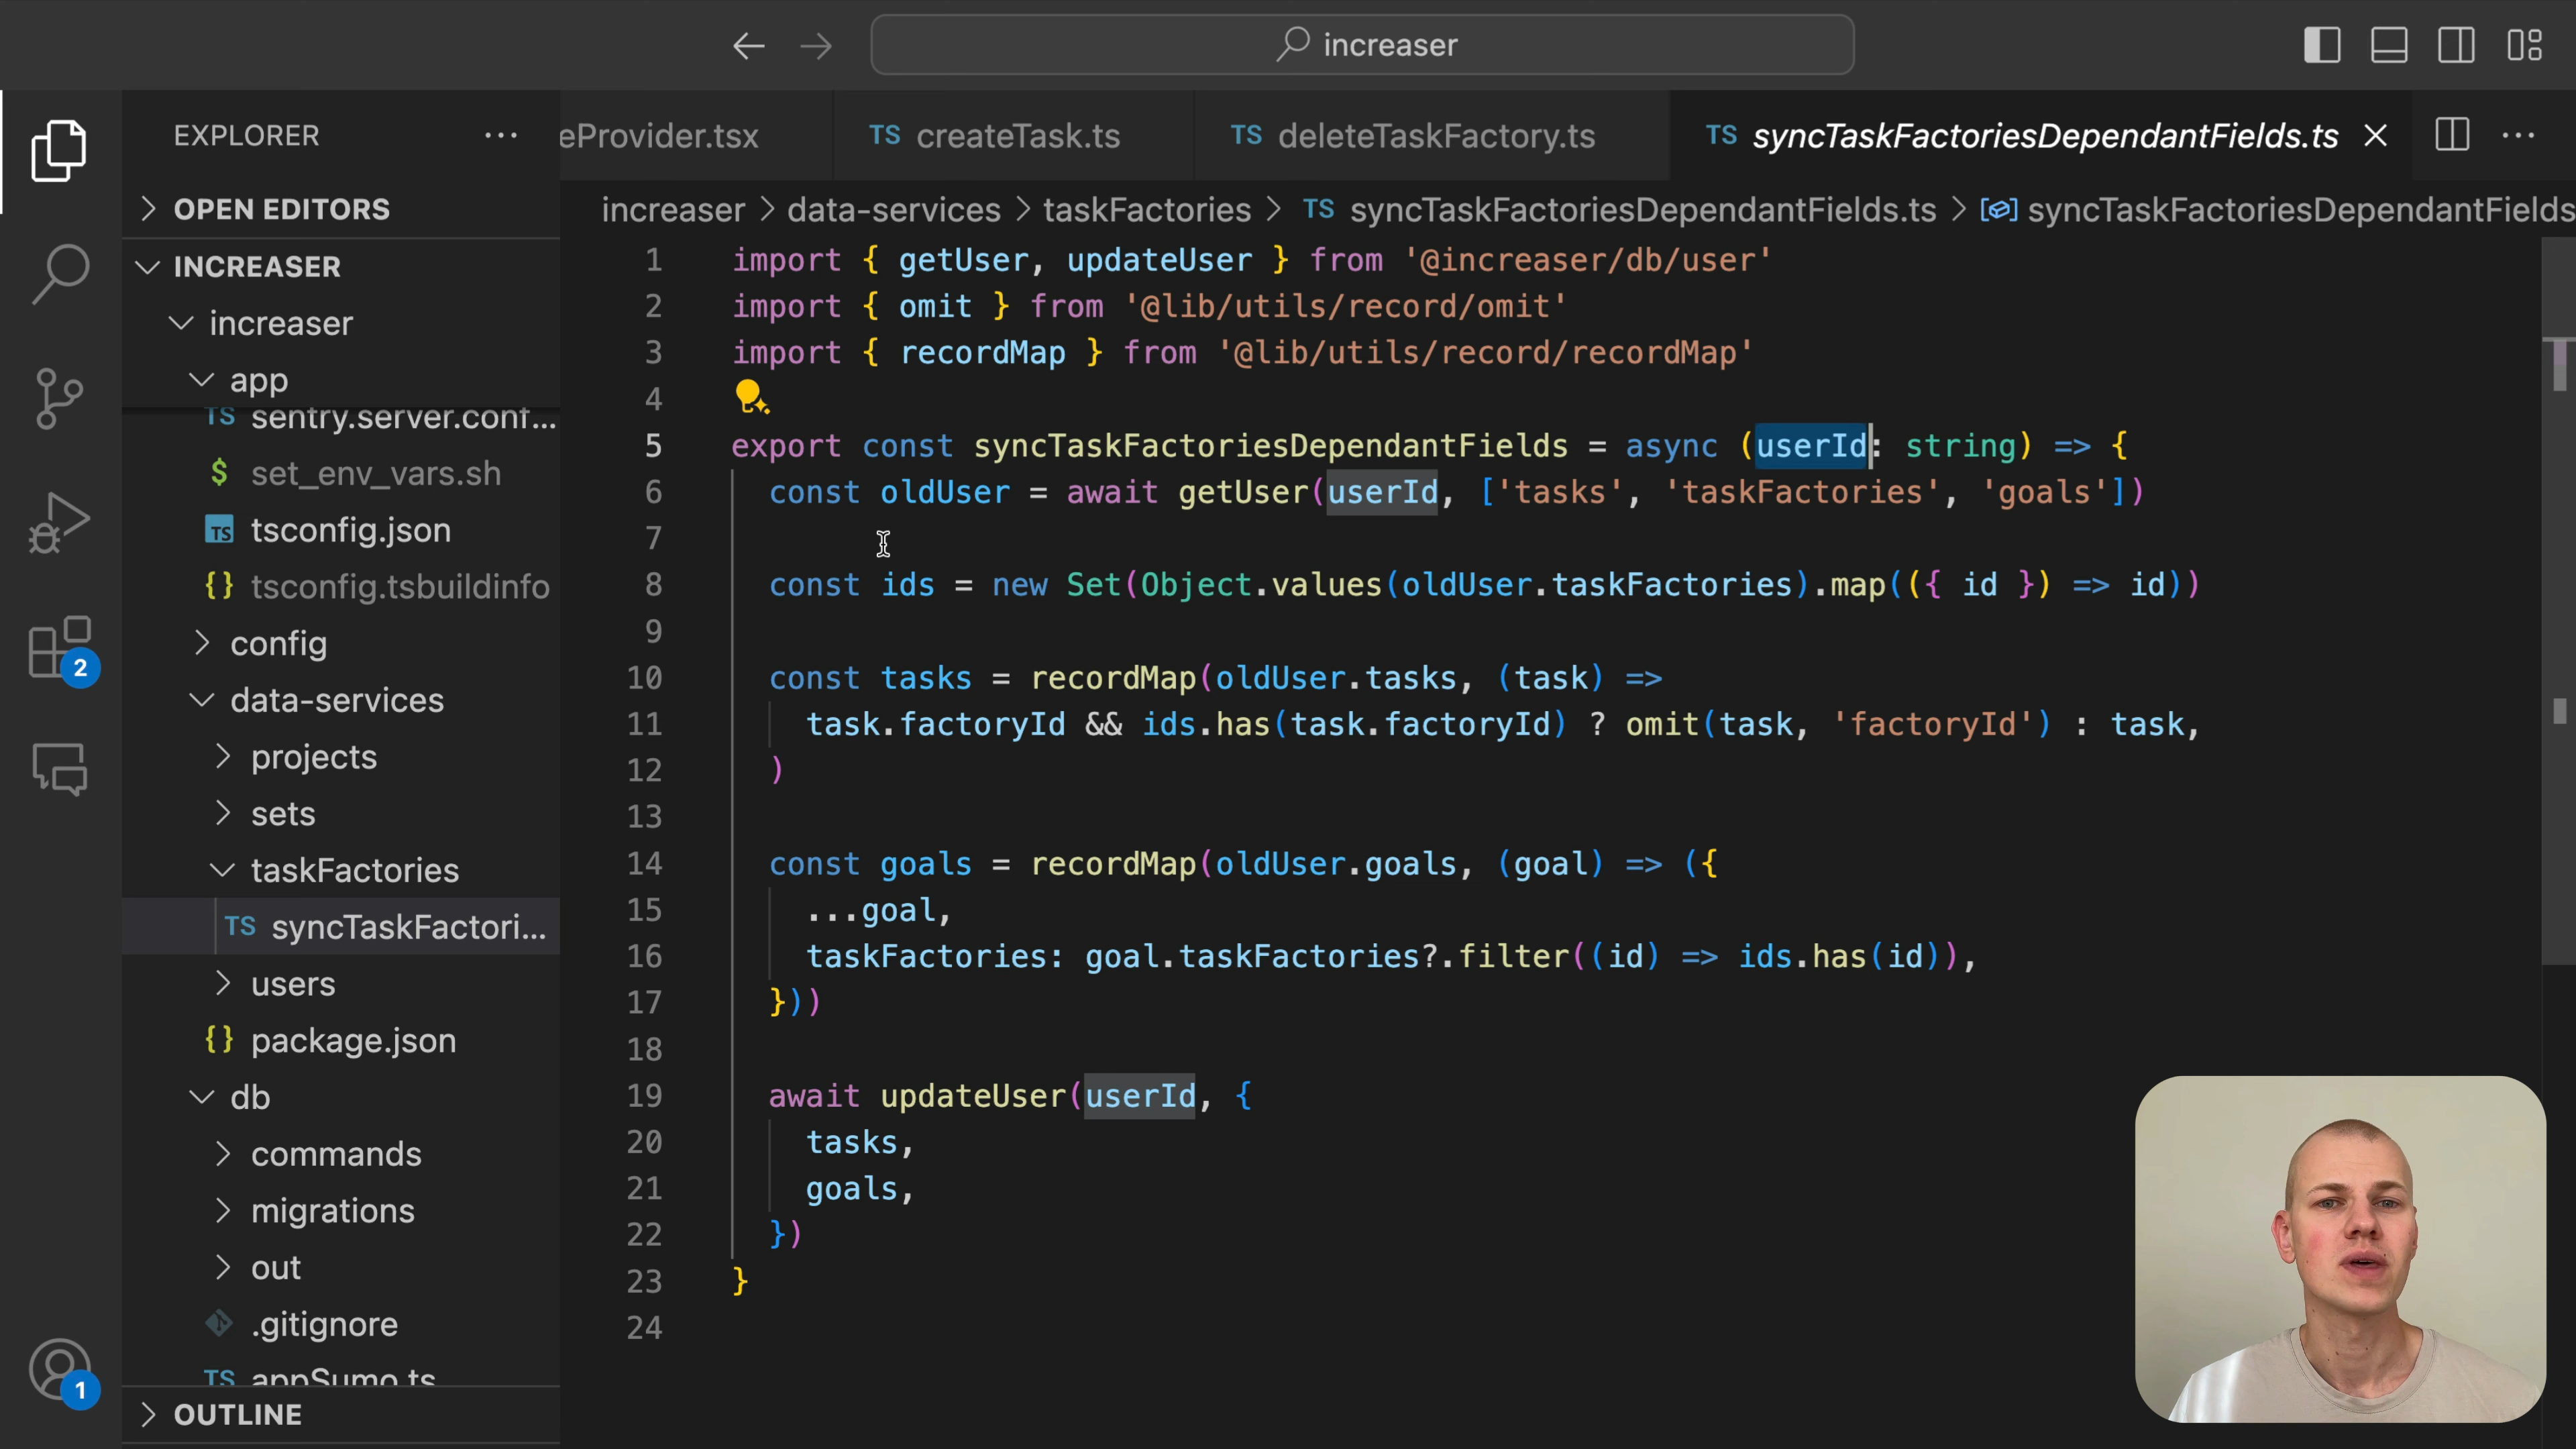 increaser
EXPLORER
OPEN EDITORS
INCREASER
increaser
app
TS sentry.server.conf...
$ set_env_vars.sh
TS tsconfig.json
{} tsconfig.tsbuildinfo
config
data-services
projects
sets
taskFactories
TS syncTaskFactori...
users
{} package.json
db
commands
migrations
out
.gitignore
TS appSumo.ts
OUTLINE
2
1
eProvider.tsx
TS createTask.ts
TS deleteTaskFactory.ts
TS syncTaskFactoriesDependantFields.ts
increaser > data-services > taskFactories > TS syncTaskFactoriesDependantFields.ts > syncTaskFactoriesDependantFields
1 import { getUser, updateUser } from '@increaser/db/user'
2 import { omit } from '@lib/utils/record/omit'
3 import { recordMap } from '@lib/utils/record/recordMap'
4
5 export const syncTaskFactoriesDependantFields = async (userId: string) => {
6 const oldUser = await getUser(userId, ['tasks', 'taskFactories', 'goals'])
7
8 const ids = new Set(Object.values(oldUser.taskFactories).map(({ id }) => id))
9
10 const tasks = recordMap(oldUser.tasks, (task) =>
11 task.factoryId && ids.has(task.factoryId) ? omit(task, 'factoryId') : task,
12 )
13
14 const goals = recordMap(oldUser.goals, (goal) => ({
15 ...goal,
16 taskFactories: goal.taskFactories?.filter((id) => ids.has(id)),
17 }))
18
19 await updateUser(userId, {
20 tasks,
21 goals,
22 })
23 }
24